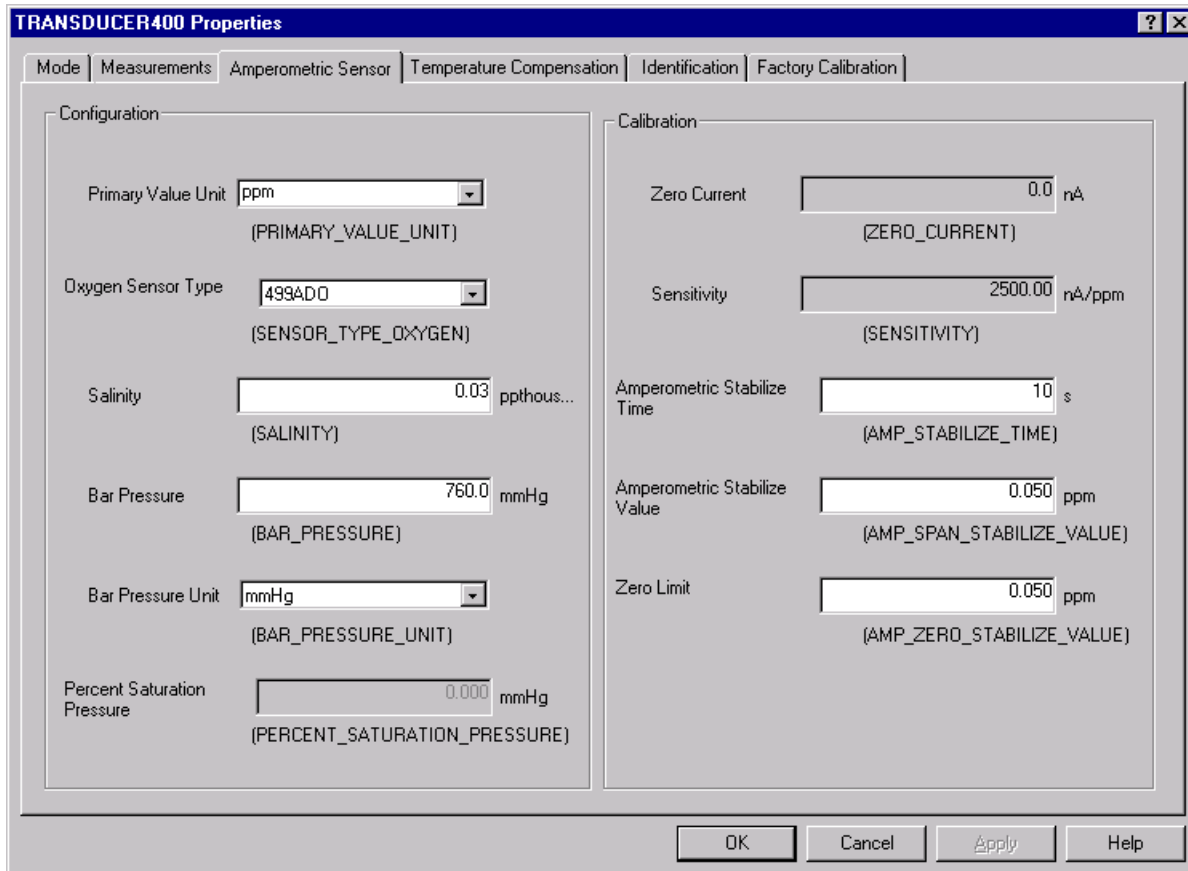 TRANSDUCER400 Properties
Mode
Measurements
Amperometric Sensor
Temperature Compensation
Identification
Factory Calibration
Configuration
Primary Value Unit
ppm
(PRIMARY_VALUE_UNIT)
Oxygen Sensor Type
499ADO
(SENSOR_TYPE_OXYGEN)
Salinity
0.03 ppthous...
(SALINITY)
Bar Pressure
760.0 mmHg
(BAR_PRESSURE)
Bar Pressure Unit
mmHg
(BAR_PRESSURE_UNIT)
Percent Saturation
Pressure
0.000 mmHg
(PERCENT_SATURATION_PRESSURE)
Calibration
Zero Current
0.0 nA
(ZERO_CURRENT)
Sensitivity
2500.00 nA/ppm
(SENSITIVITY)
Amperometric Stabilize
Time
10 s
(AMP_STABILIZE_TIME)
Amperometric Stabilize
Value
0.050 ppm
(AMP_SPAN_STABILIZE_VALUE)
Zero Limit
0.050 ppm
(AMP_ZERO_STABILIZE_VALUE)
OK
Cancel
Apply
Help